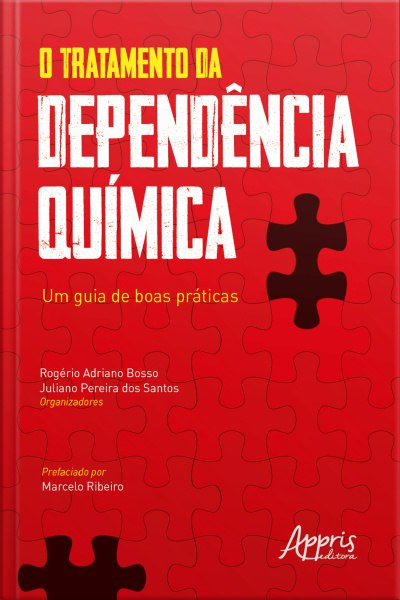 O TRATAMENTO DA
DEPENDÊNCIA
QUÍMICA
Um guia de boas práticas
Rogério Adriano Bosso
Juliano Pereira dos Santos
Organizadores
Prefaciado por
Marcelo Ribeiro
Appris
editora